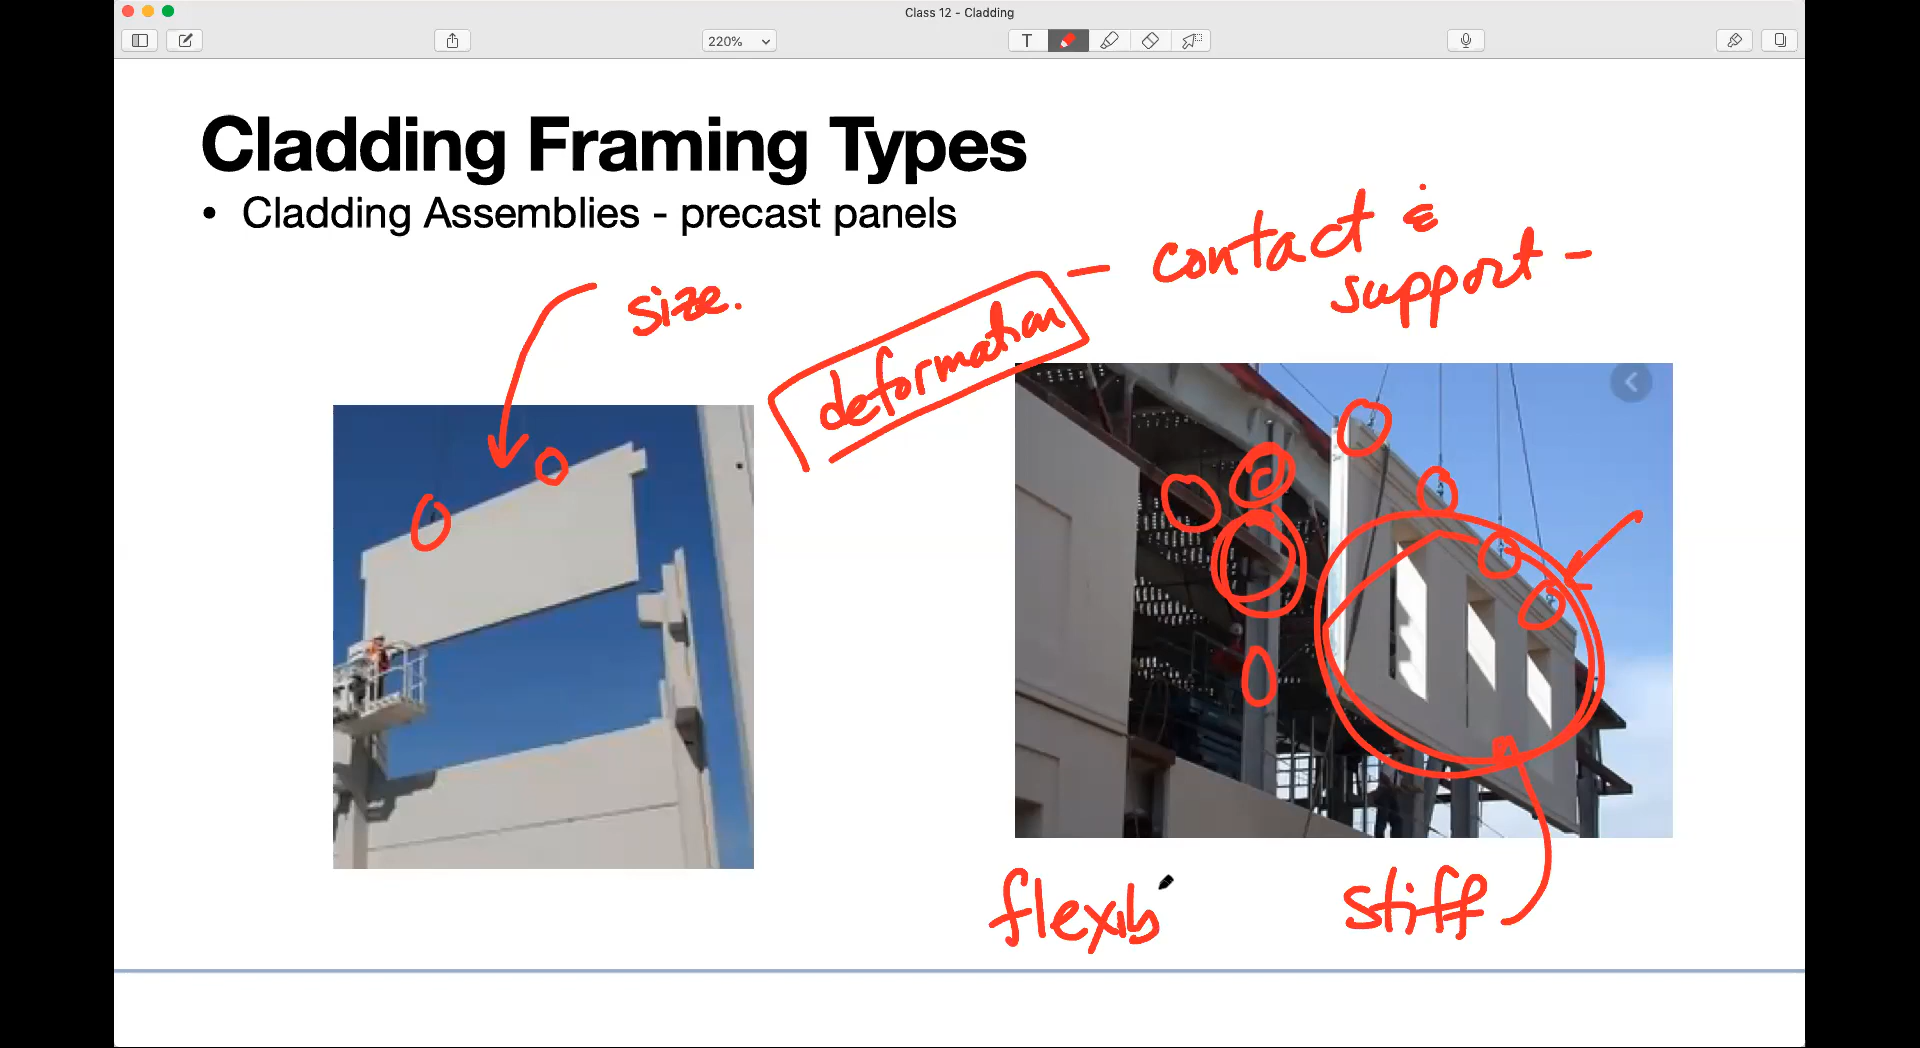 Class 12 - Cladding
220%
T
Cladding Framing Types
• Cladding Assemblies - precast panels
contact &
support -
size.
deformation
flexib
stiff